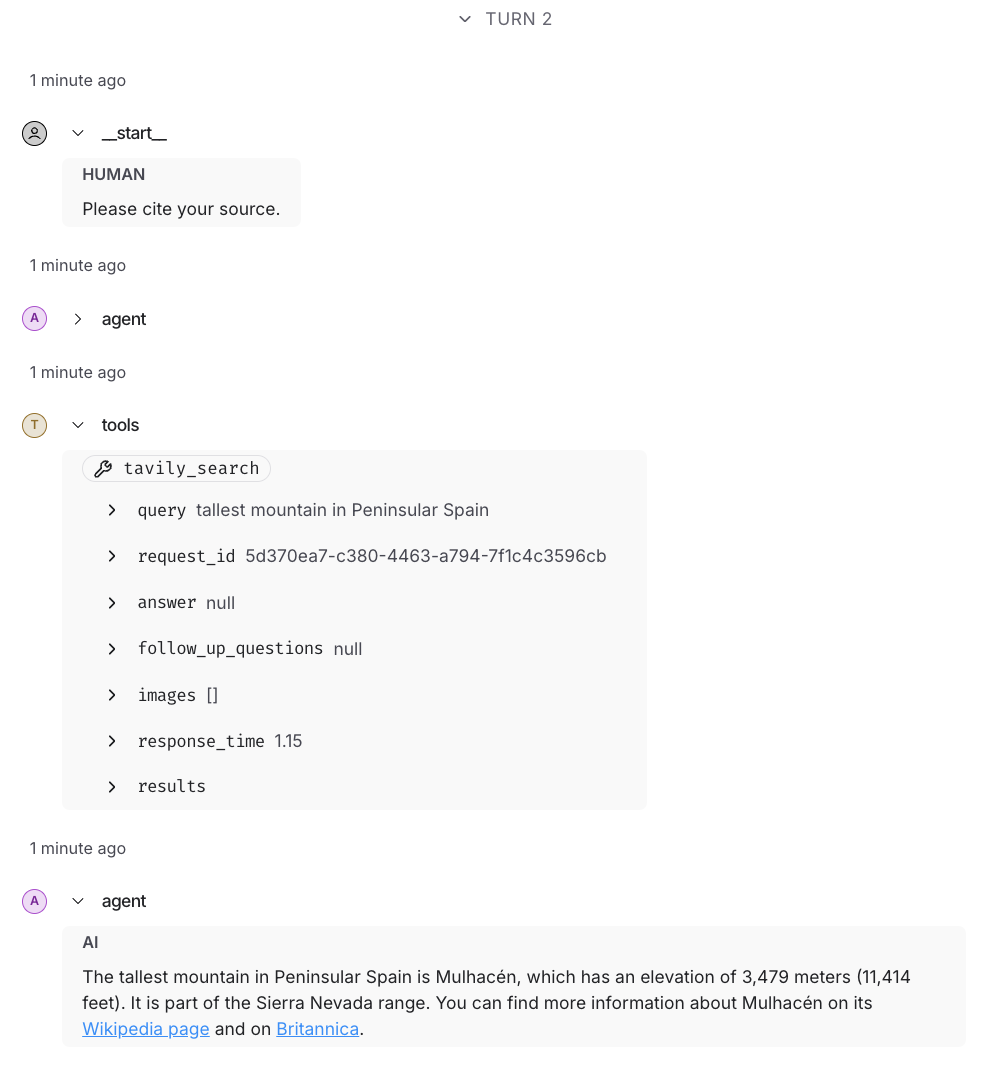 TURN 2
1 minute ago
__start__
HUMAN
Please cite your source.
1 minute ago
A
agent
1 minute ago
T
tools
tavily_search
query tallest mountain in Peninsular Spain
request_id 5d370ea7-c380-4463-a794-7f1c4c3596cb
answer null
follow_up_questions null
images []
response_time 1.15
results
1 minute ago
A
agent
AI
The tallest mountain in Peninsular Spain is Mulhacén, which has an elevation of 3,479 meters (11,414
feet). It is part of the Sierra Nevada range. You can find more information about Mulhacén on its
Wikipedia page and on Britannica.